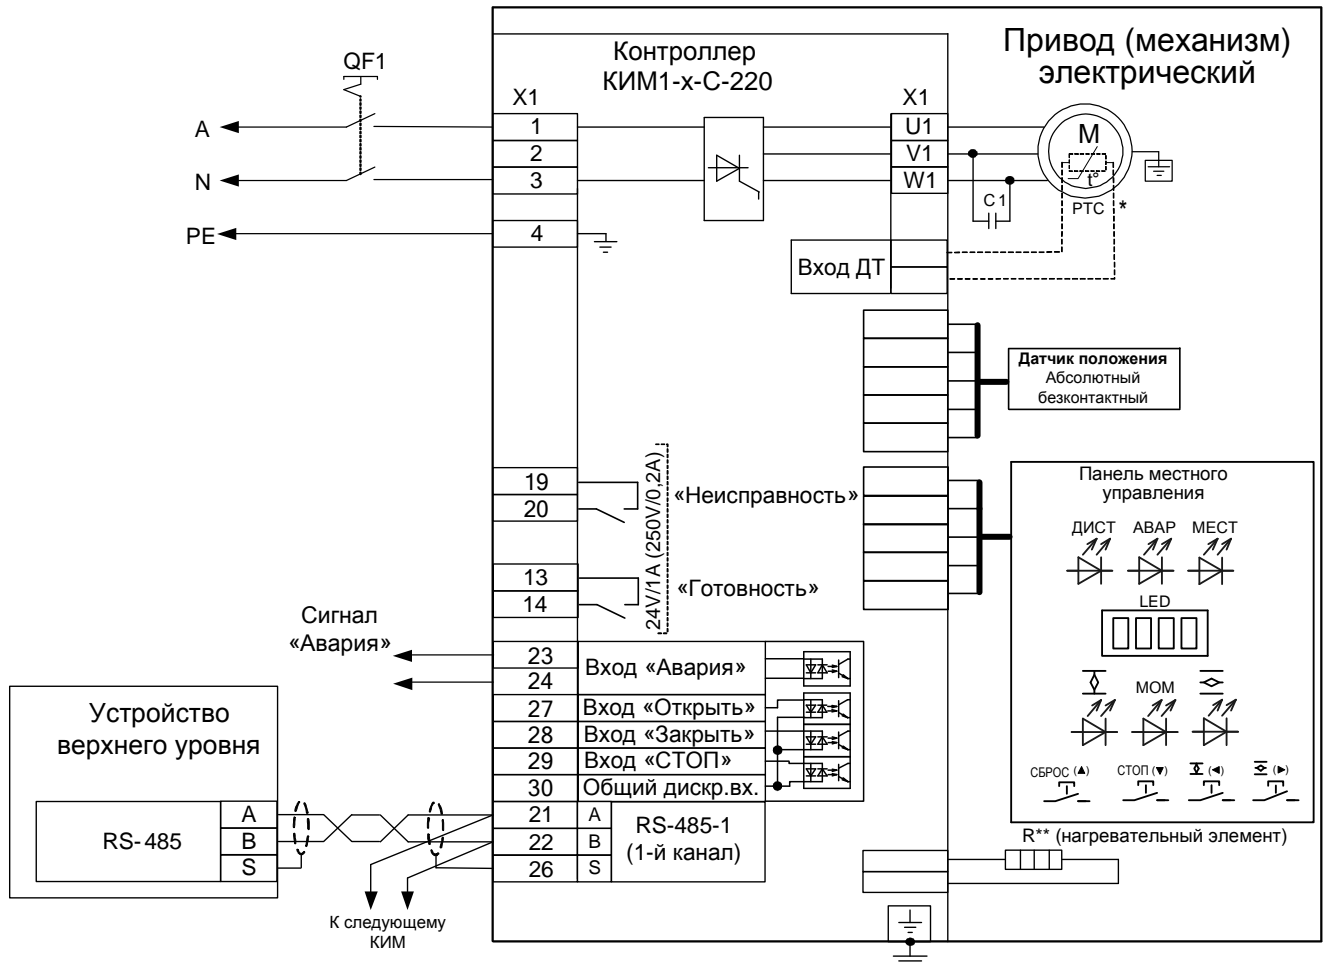 Привод (механизм)
электрический
Контроллер
КИМ1-х-С-220
QF1
X1
X1
A
1
U1
M
2
V1
N
3
W1
t°
C1
PTC *
PE
4
Вход ДТ
Датчик положения
Абсолютный
безконтактный
19
20
«Неисправность»
24V/1A (250V/0,2A)
13
14
«Готовность»
Панель местного
управления
ДИСТ АВАР МЕСТ
LED
МОМ
СБРОС (▲) СТОП (▼) (◄) (►)
Сигнал
«Авария»
23
24
Вход «Авария»
27 Вход «Открыть»
28 Вход «Закрыть»
29 Вход «СТОП»
30 Общий дискр.вх.
Устройство
верхнего уровня
RS-485
A
B
S
21 A
22 B
26 S
RS-485-1
(1-й канал)
R** (нагревательный элемент)
К следующему
КИМ